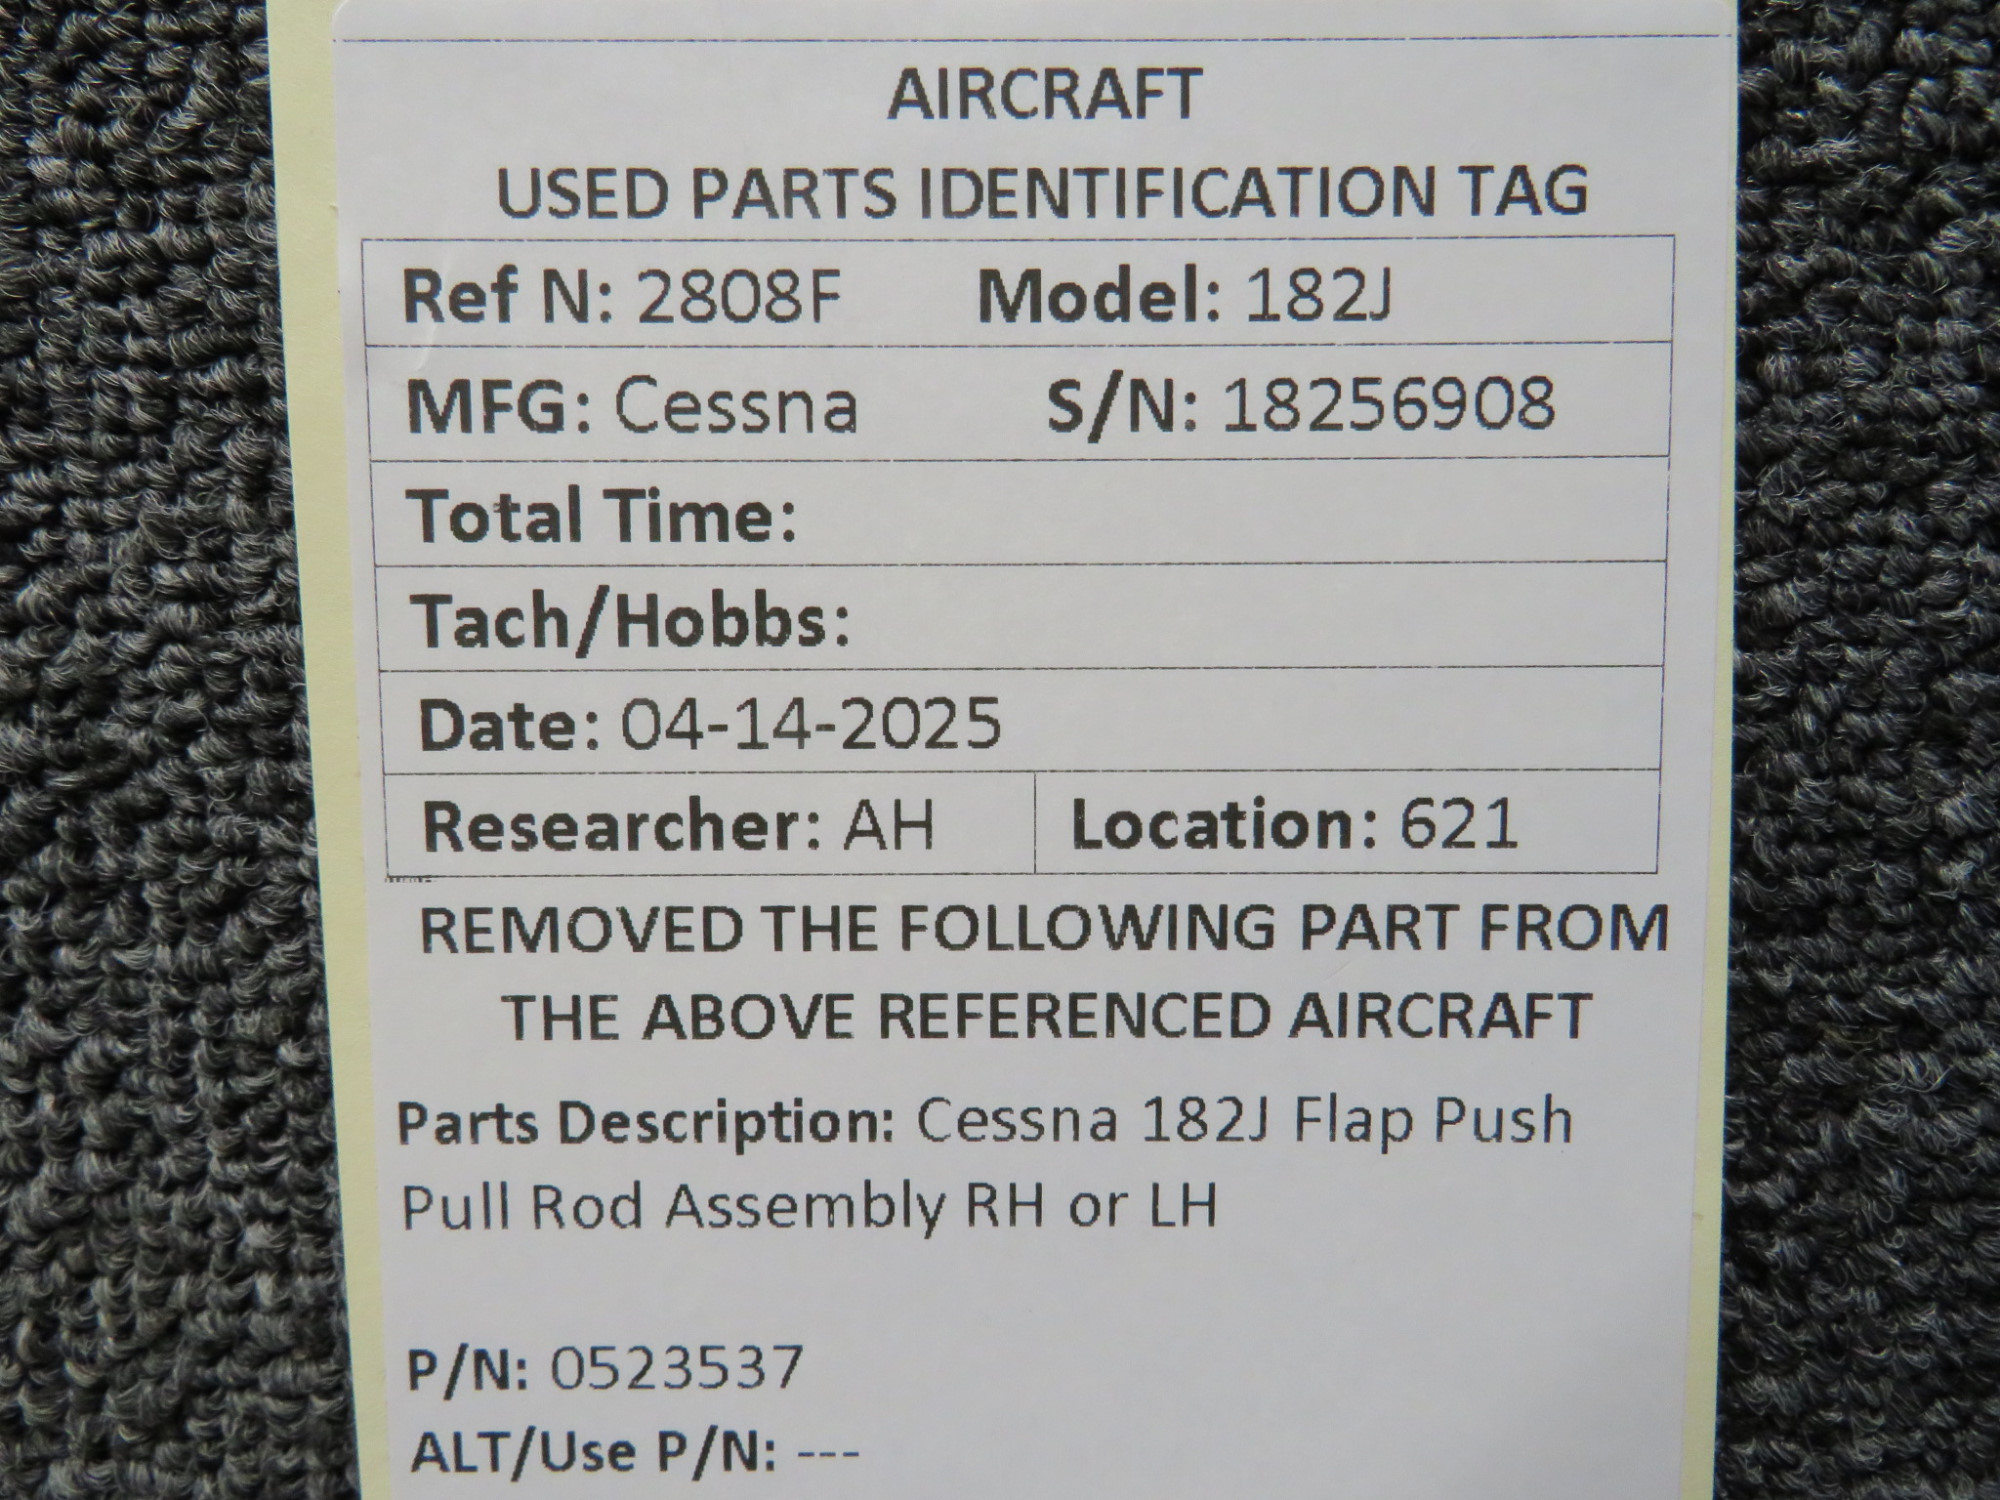 AIRCRAFT
USED PARTS IDENTIFICATION TAG
Ref N: 2808F Model: 182J
MFG: Cessna S/N: 18256908
Total Time:
Tach/Hobbs:
Date: 04-14-2025
Researcher: AH Location: 621
REMOVED THE FOLLOWING PART FROM
THE ABOVE REFERENCED AIRCRAFT
Parts Description: Cessna 182J Flap Push
Pull Rod Assembly RH or LH
P/N: 0523537
ALT/Use P/N: ---